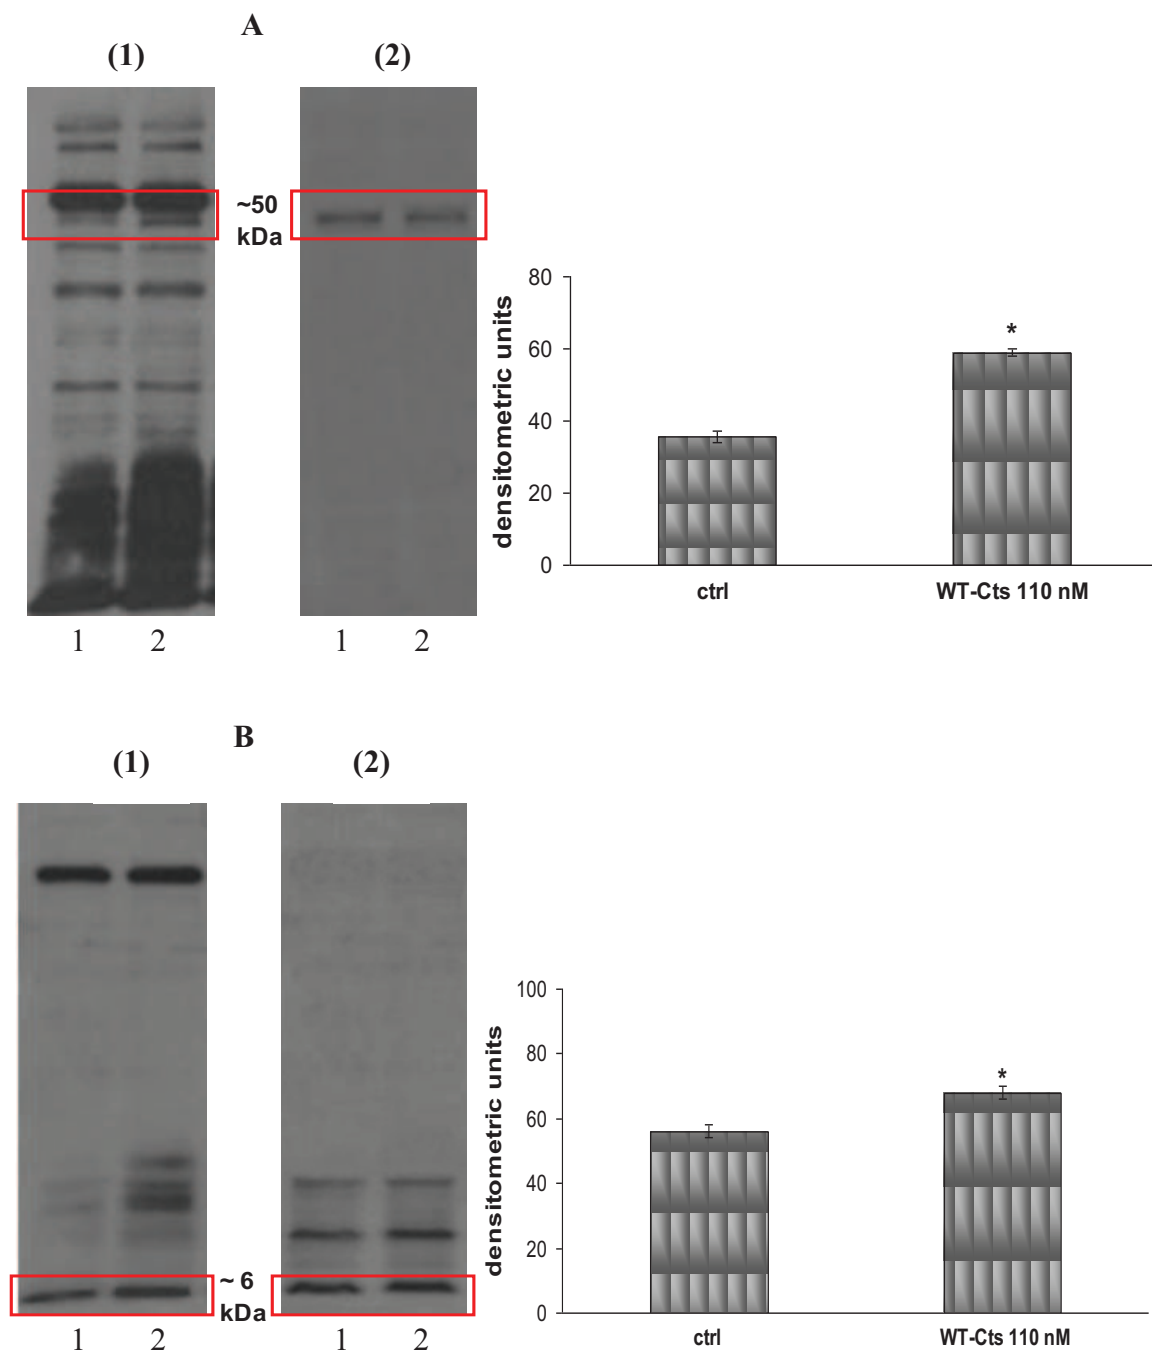 A
(1)
(2)
~50
kDa
1
2
1
2
densitometric units
80
60
40
20
0
*
ctrl
WT-Cts 110 nM
B
(1)
(2)
~ 6
kDa
1
2
1
2
densitometric units
100
80
60
40
20
0
*
ctrl
WT-Cts 110 nM